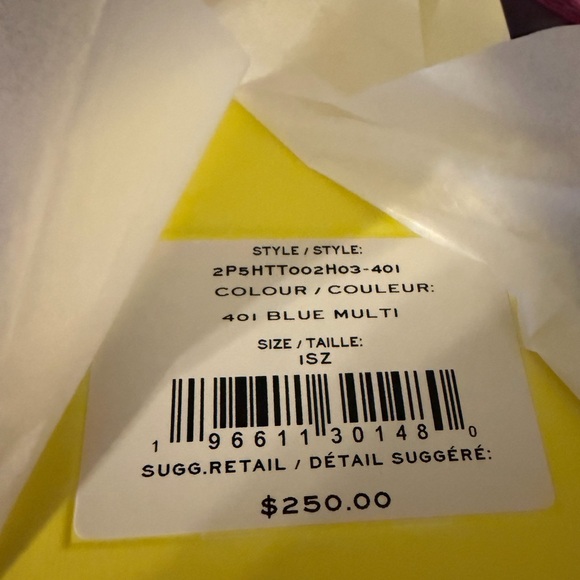 STYLE / STYLE:
2P5HTT002H03-401
COLOUR / COULEUR:
401 BLUE MULTI
SIZE / TAILLE:
1SZ
1 96611 30148 0
SUGG.RETAIL / DÉTAIL SUGGÉRÉ:
$250.00